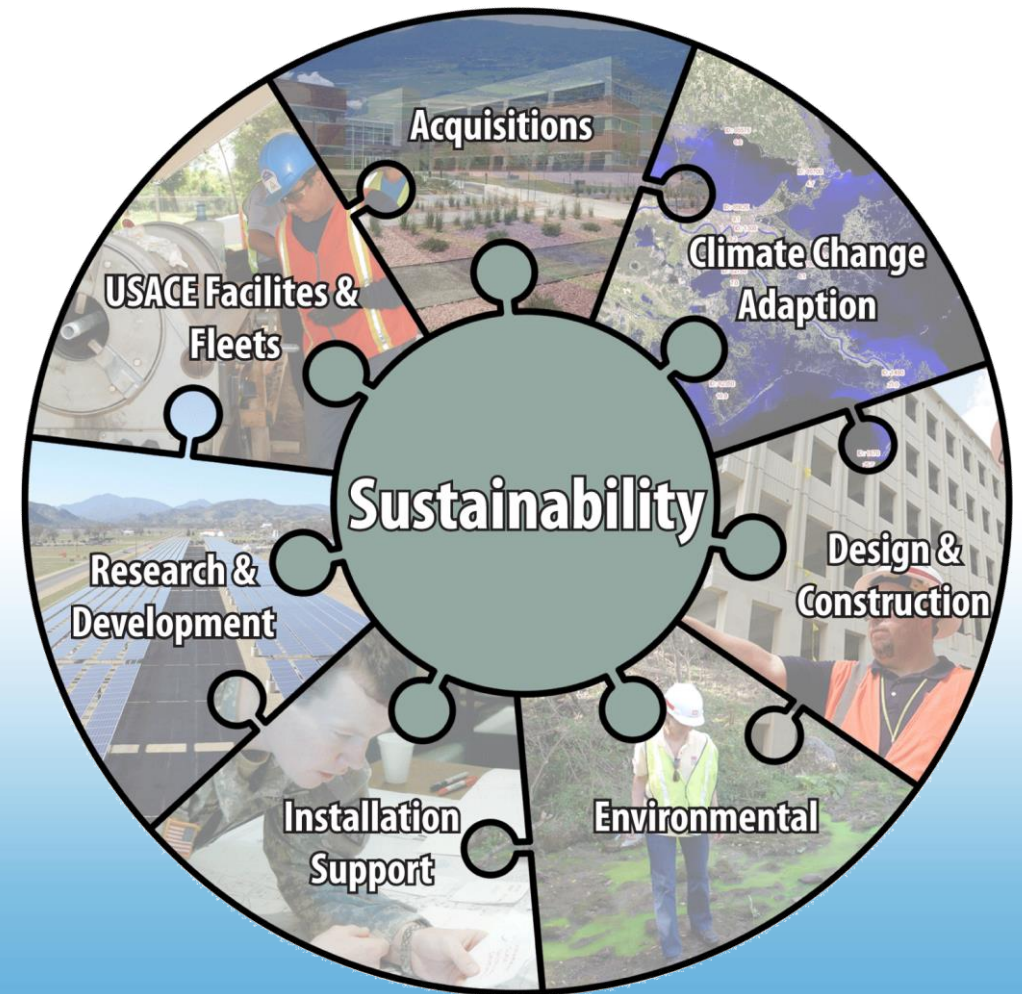 Acquisitions
Climate Change
Adaption
USACE Facilites &
Fleets
Sustainability
Design &
Construction
Research &
Development
Installation
Support
Environmental